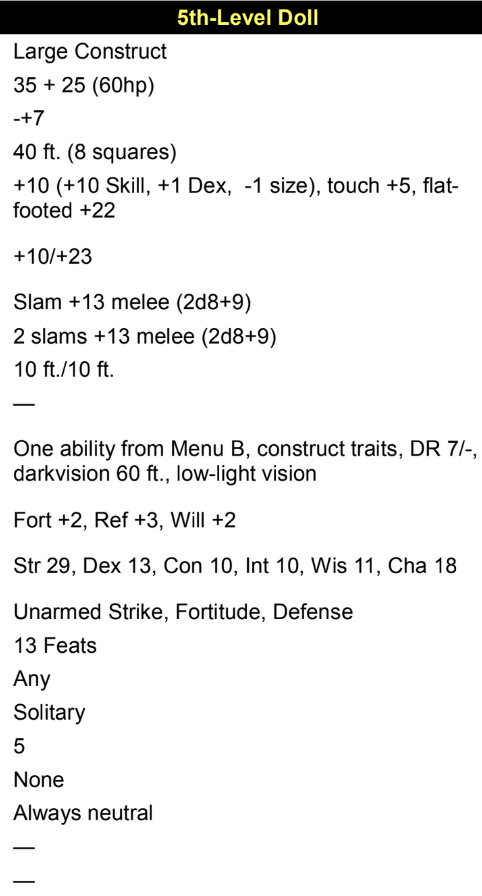 5th-Level Doll
Large Construct
35 + 25 (60hp)
-+7
40 ft. (8 squares)
+10 (+10 Skill, +1 Dex,  -1 size), touch +5, flat-
footed +22
+10/+23
Slam +13 melee (2d8+9)
2 slams +13 melee (2d8+9)
10 ft./10 ft.
—
One ability from Menu B, construct traits, DR 7/-,
darkvision 60 ft., low-light vision
Fort +2, Ref +3, Will +2
Str 29, Dex 13, Con 10, Int 10, Wis 11, Cha 18
Unarmed Strike, Fortitude, Defense
13 Feats
Any
Solitary
5
None
Always neutral
—
—